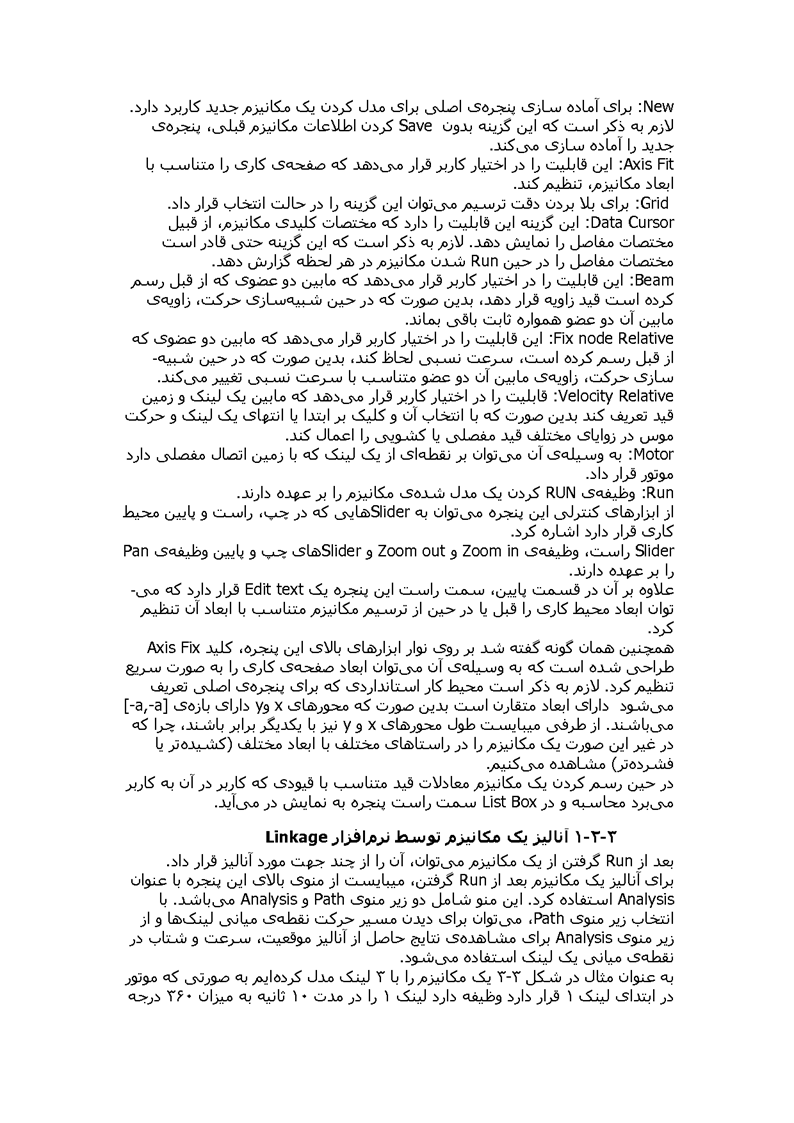 New: برای آماده سازی پنجره‌ی اصلی برای مدل کردن یک مکانیزم جدید کاربرد دارد.
لازم به ذکر است که این گزینه بدون Save کردن اطلاعات مکانیزم قبلی، پنجره‌ی
جدید را آماده سازی می‌کند.
Axis Fit: این قابلیت را در اختیار کاربر قرار می‌دهد که صفحه‌ی کاری را متناسب با
ابعاد مکانیزم، تنظیم کند.
Grid: برای بلا بردن دقت ترسیم می‌توان این گزینه را در حالت انتخاب قرار داد.
Data Cursor: این گزینه این قابلیت را دارد که مختصات کلیدی مکانیزم، از قبیل
مختصات مفاصل را نمایش دهد. لازم به ذکر است که این گزینه حتی قادر است
مختصات مفاصل را در حین Run شدن مکانیزم در هر لحظه گزارش دهد.
Beam: این قابلیت را در اختیار کاربر قرار می‌دهد که مابین دو عضوی که از قبل رسم
کرده است قید زاویه قرار دهد، بدین صورت که در حین شبیه‌سازی حرکت، زاویه‌ی
مابین آن دو عضو همواره ثابت باقی بماند.
Fix node Relative: این قابلیت را در اختیار کاربر قرار می‌دهد که مابین دو عضوی که
از قبل رسم کرده است، سرعت نسبی لحاظ کند، بدین صورت که در حین شبیه-
سازی حرکت، زاویه‌ی مابین آن دو عضو متناسب با سرعت نسبی تغییر می‌کند.
Velocity Relative: قابلیت را در اختیار کاربر قرار می‌دهد که مابین یک لینک و زمین
قید تعریف کند بدین صورت که با انتخاب آن و کلیک بر ابتدا یا انتهای یک لینک و حرکت
موس در زوایای مختلف قید مفصلی یا کشویی را اعمال کند.
Motor: به وسیله‌ی آن می‌توان بر نقطه‌ای از یک لینک که با زمین اتصال مفصلی دارد
موتور قرار داد.
Run: وظیفه‌ی RUN کردن یک مدل شده‌ی مکانیزم را بر عهده دارند.
از ابزارهای کنترلی این پنجره می‌توان به Sliderهایی که در چپ، راست و پایین محیط
کاری قرار دارد اشاره کرد.
Slider راست، وظیفه‌ی Zoom in و Zoom out و Sliderهای چپ و پایین وظیفه‌ی Pan
را بر عهده دارند.
علاوه بر آن در قسمت پایین، سمت راست این پنجره یک Edit text قرار دارد که می-
توان ابعاد محیط کاری را قبل یا در حین از ترسیم مکانیزم متناسب با ابعاد آن تنظیم
کرد.
همچنین همان گونه گفته شد بر روی نوار ابزارهای بالای این پنجره، کلید Axis Fix
طراحی شده است که به وسیله‌ی آن می‌توان ابعاد صفحه‌ی کاری را به صورت سریع
تنظیم کرد. لازم به ذکر است محیط کار استانداردی که برای پنجره‌ی اصلی تعریف
می‌شود دارای ابعاد متقارن است بدین صورت که محورهای x وy دارای بازه‌ی [a,-a-]
می‌باشند. از طرفی میبایست طول محورهای x و y نیز با یکدیگر برابر باشند، چرا که
در غیر این صورت یک مکانیزم را در راستاهای مختلف با ابعاد مختلف (کشیده‌تر یا
فشرده‌تر) مشاهده می‌کنیم.
در حین رسم کردن یک مکانیزم معادلات قید متناسب با قیودی که کاربر در آن به کاربر
می‌برد محاسبه و در List Box سمت راست پنجره به نمایش در می‌آید.
۱-۳-۳ آنالیز یک مکانیزم توسط نرم‌افزار Linkage
بعد از Run گرفتن از یک مکانیزم می‌توان، آن را از چند جهت مورد آنالیز قرار داد.
برای آنالیز یک مکانیزم بعد از Run گرفتن، میبایست از منوی بالای این پنجره با عنوان
Analysis استفاده کرد. این منو شامل دو زیر منوی Path و Analysis می‌باشد. با
انتخاب زیر منوی Path، می‌توان برای دیدن مسیر حرکت نقطه‌ی میانی لینک‌ها و از
زیر منوی Analysis برای مشاهده‌ی نتایج حاصل از آنالیز موقعیت، سرعت و شتاب در
نقطه‌ی میانی یک لینک استفاده می‌شود.
به عنوان مثال در شکل ۳-۳ یک مکانیزم را با ۳ لینک مدل کرده‌ایم به صورتی که موتور
در ابتدای لینک ۱ قرار دارد وظیفه دارد لینک ۱ را در مدت ۱۰ ثانیه به میزان ۳۶۰ درجه